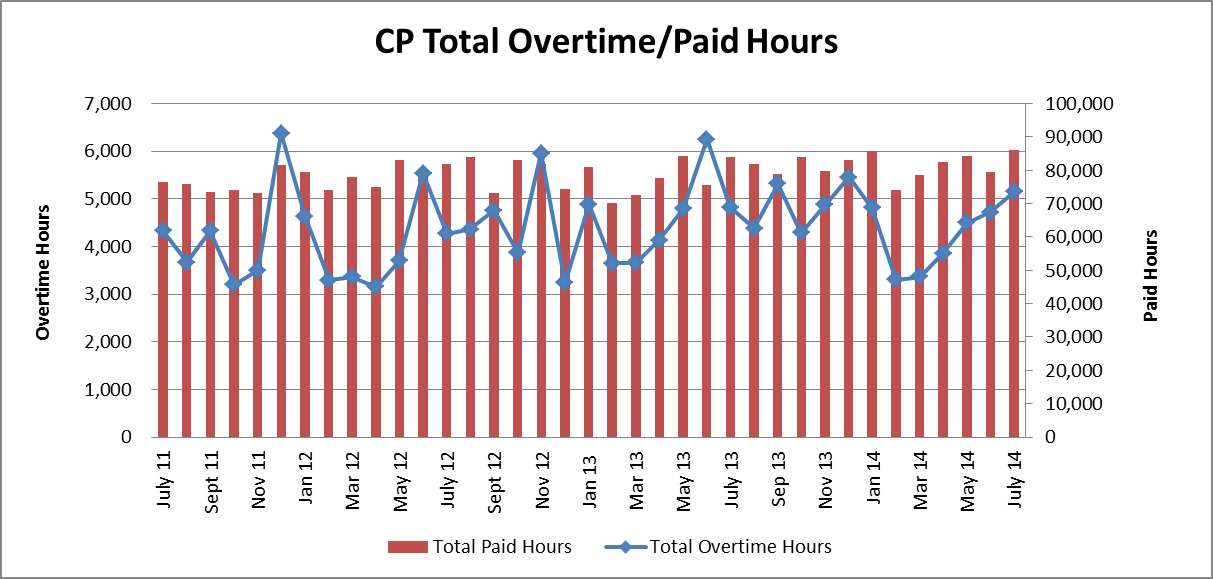 CP Total Overtime/Paid Hours
7,000
6,000
5,000
4,000
3,000
2,000
1,000
0
Overtime Hours
100,000
90,000
80,000
70,000
60,000
50,000
40,000
30,000
20,000
10,000
0
Paid Hours
July 11
Sept 11
Nov 11
Jan 12
Mar 12
May 12
July 12
Sept 12
Nov 12
Jan 13
Mar 13
May 13
July 13
Sep 13
Nov 13
Jan 14
Mar 14
May 14
July 14
Total Paid Hours
Total Overtime Hours